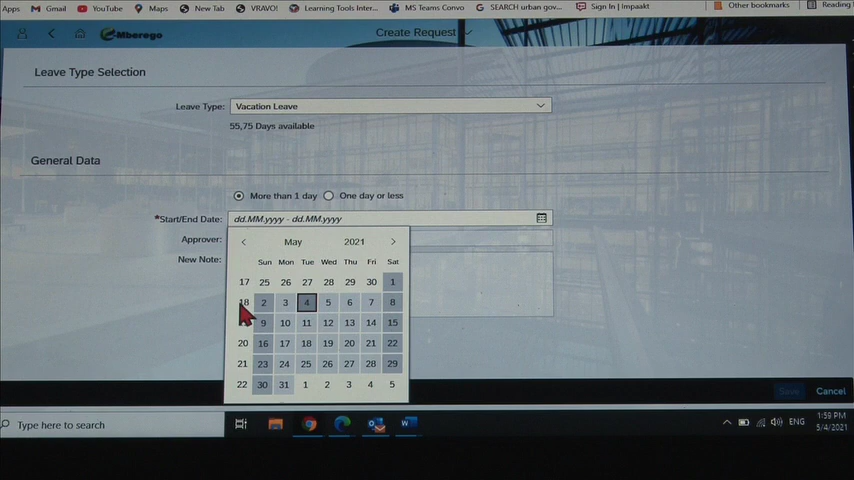 Apps Gmail YouTube Maps New Tab VRAVO! Learning Tools Inter... MS Teams Convo SEARCH urban gov... Sign In | Impaakt Other bookmarks Reading
Mberego Create Request
Leave Type Selection
Leave Type: Vacation Leave
55,75 Days available
General Data
More than 1 day One day or less
*Start/End Date: dd.MM.yyyy - dd.MM.yyyy
Approver:
New Note:
May 2021
Sun Mon Tue Wed Thu Fri Sat
17 25 26 27 28 29 30 1
18 2 3 4 5 6 7 8
9 10 11 12 13 14 15
20 16 17 18 19 20 21 22
21 23 24 25 26 27 28 29
22 30 31 1 2 3 4 5
Save Cancel
Type here to search
ENG
1:59 PM
5/4/2021